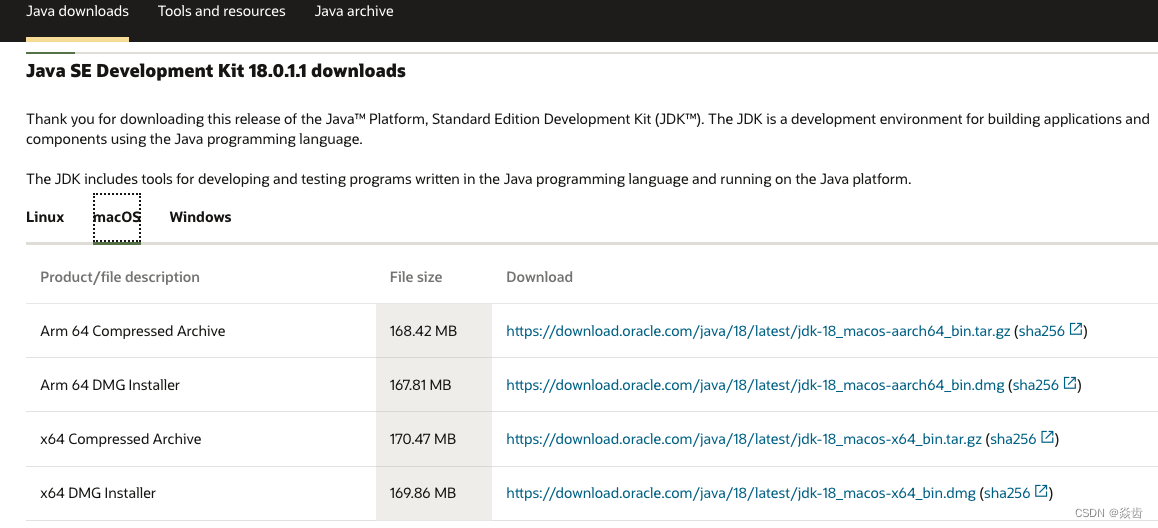 Java downloads Tools and resources Java archive
Java SE Development Kit 18.0.1.1 downloads
Thank you for downloading this release of the Java™ Platform, Standard Edition Development Kit (JDK™). The JDK is a development environment for building applications and
components using the Java programming language.
The JDK includes tools for developing and testing programs written in the Java programming language and running on the Java platform.
Linux macOS Windows
Product/file description File size Download
Arm 64 Compressed Archive 168.42 MB https://download.oracle.com/java/18/latest/jdk-18_macos-aarch64_bin.tar.gz (sha256)
Arm 64 DMG Installer 167.81 MB https://download.oracle.com/java/18/latest/jdk-18_macos-aarch64_bin.dmg (sha256)
x64 Compressed Archive 170.47 MB https://download.oracle.com/java/18/latest/jdk-18_macos-x64_bin.tar.gz (sha256)
x64 DMG Installer 169.86 MB https://download.oracle.com/java/18/latest/jdk-18_macos-x64_bin.dmg (sha256)
CSDN @焱齿